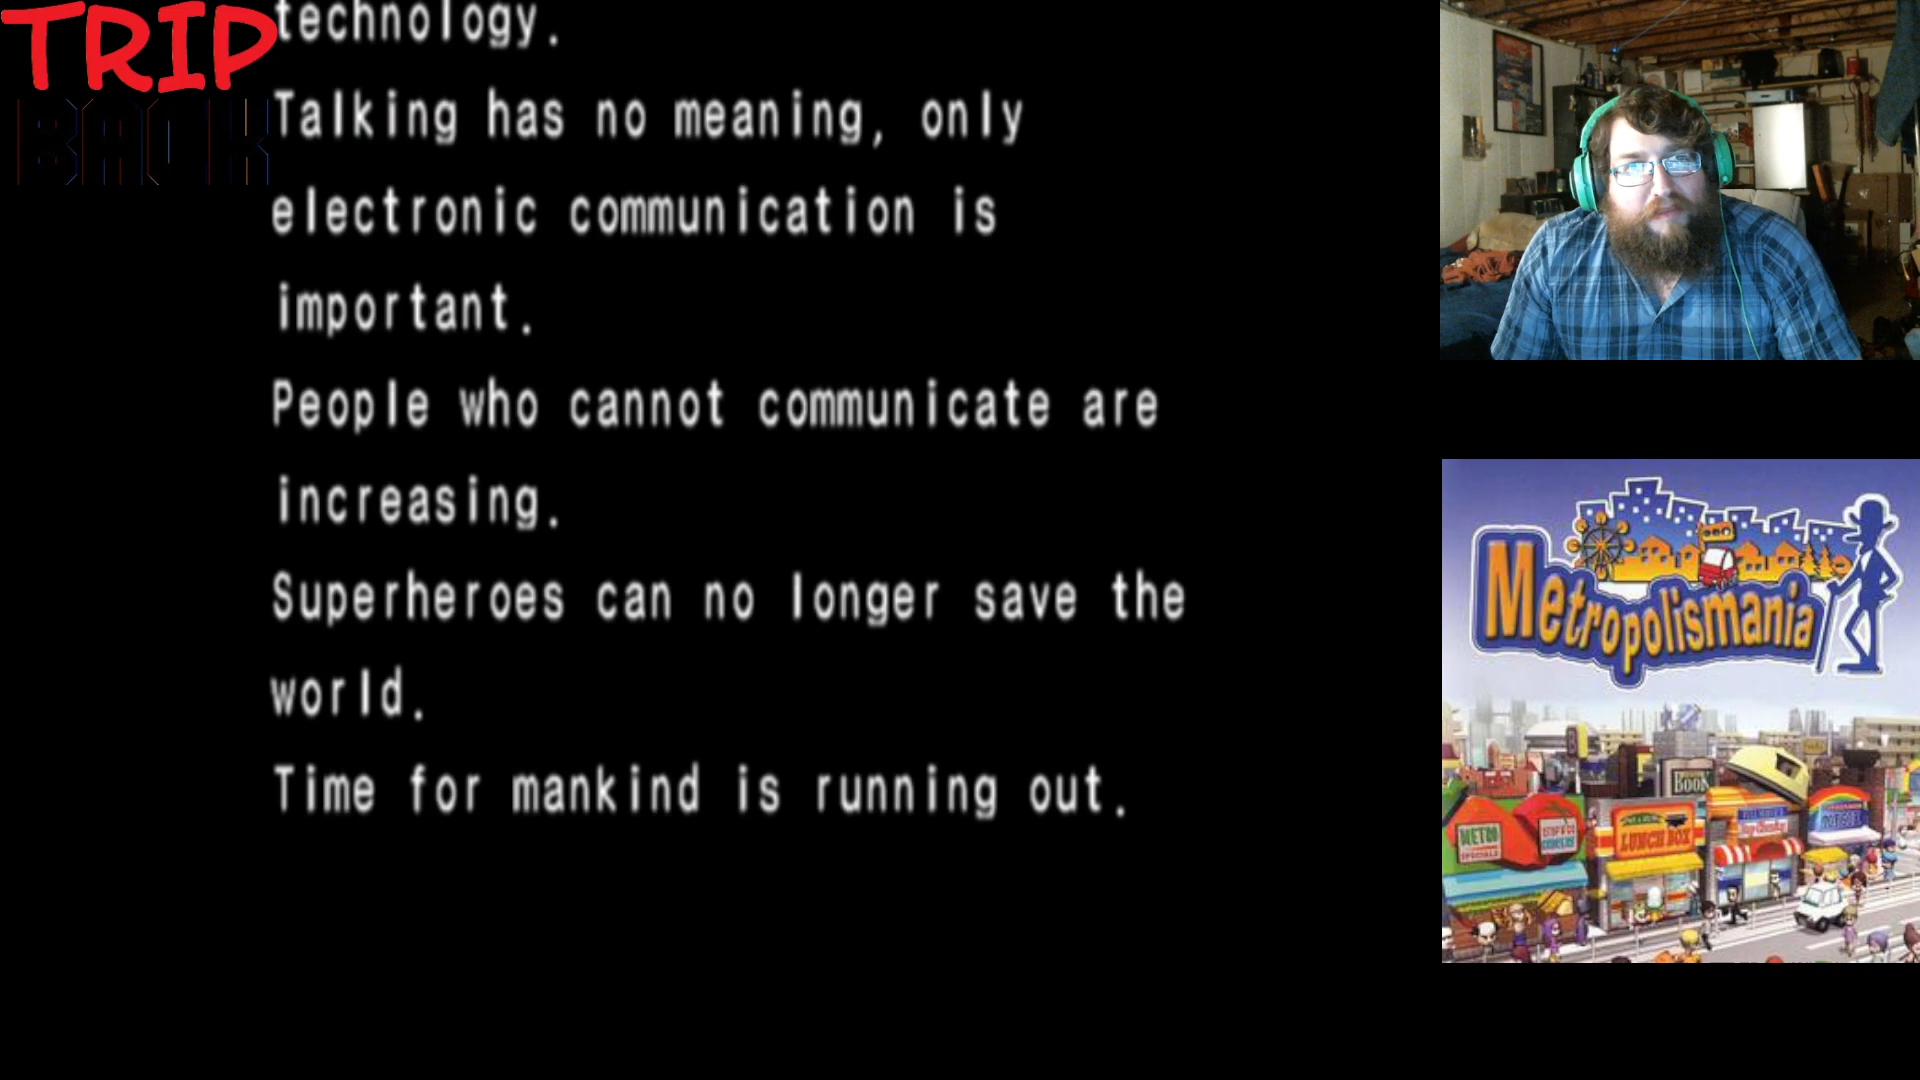 TRIP
BACK
technology.
Talking has no meaning, only
electronic communication is
important.
People who cannot communicate are
increasing.
Superheroes can no longer save the
world.
Time for mankind is running out.
Metropolismania
BOOK
METRO
LUNCH BOX